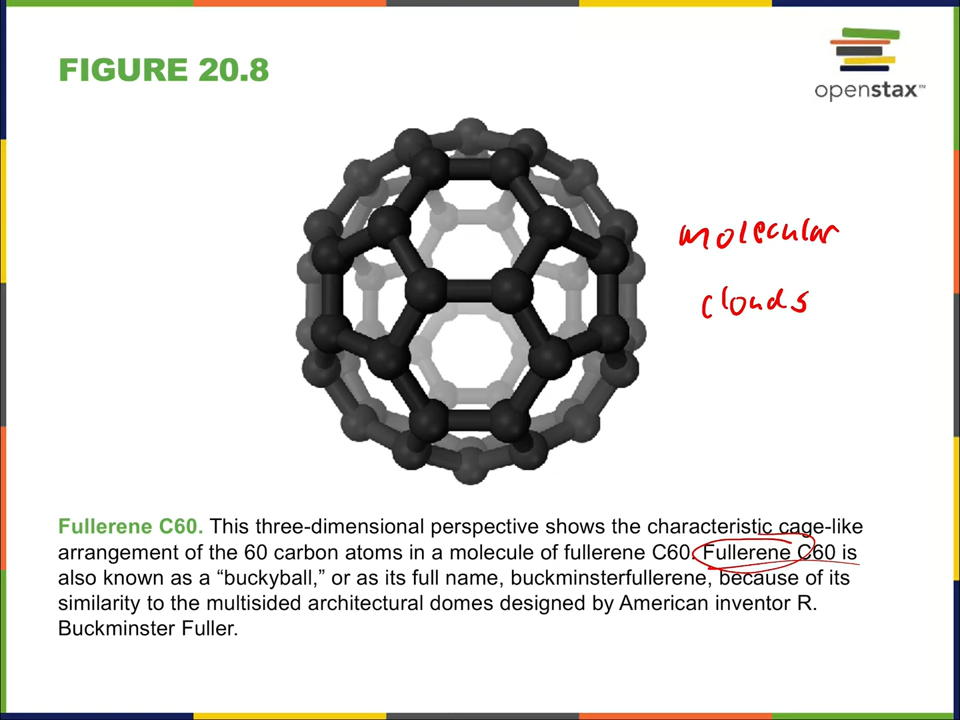 FIGURE 20.8
openstax™
molecular
clouds
Fullerene C60. This three-dimensional perspective shows the characteristic cage-like
arrangement of the 60 carbon atoms in a molecule of fullerene C60. Fullerene C60 is
also known as a “buckyball,” or as its full name, buckminsterfullerene, because of its
similarity to the multisided architectural domes designed by American inventor R.
Buckminster Fuller.